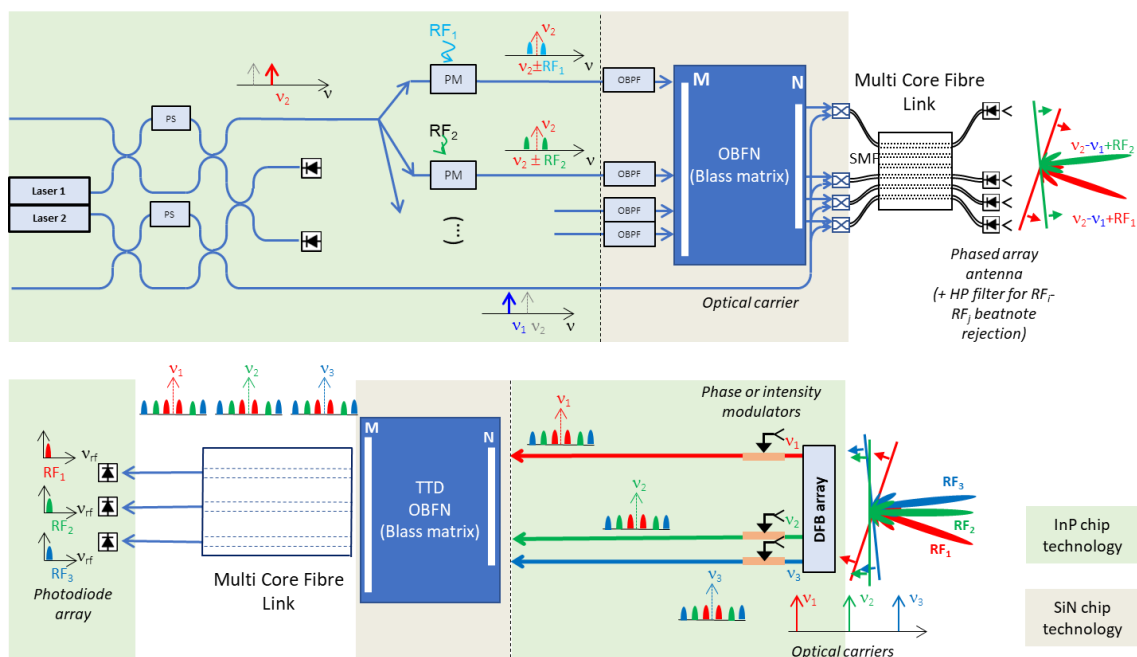 RF1
ν2
ν2±RF1 ν
PM
OBPF
M
N
Multi Core Fibre
Link
ν
ν2
PS
RF2
ν2
ν2 ± RF2 ν
PM
OBPF
OBFN
(Blass matrix)
SMF
ν2-ν1+RF2
Laser 1
Laser 2
PS
(...)
OBPF
OBPF
ν2-ν1+RF1
Phased array
antenna
(+ HP filter for RFi-
RFj beatnote
rejection)
Optical carrier
ν1 ν2 ν
ν1
ν2
ν3
Phase or intensity
modulators
M
N
ν1
ν1
νrf
RF1
νrf
RF2
νrf
RF3
Photodiode
array
Multi Core Fibre
Link
TTD
OBFN
(Blass matrix)
ν2
ν2
ν3
ν3
DFB array
RF3
RF2
RF1
ν1
ν2
ν3
Optical carriers
InP chip
technology
SiN chip
technology